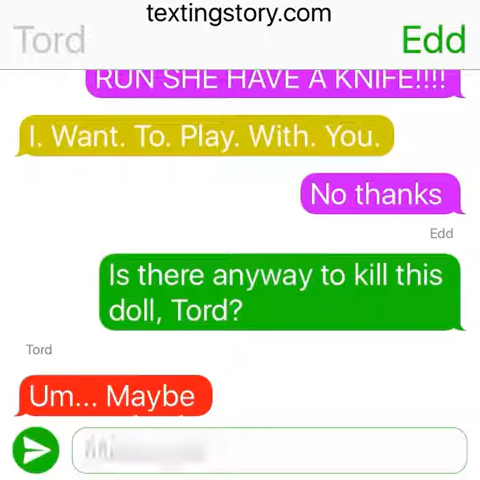 textingstory.com
Tord Edd
RUN SHE HAVE A KNIFE!!!!
I. Want. To. Play. With. You.
No thanks
Edd
Is there anyway to kill this
doll, Tord?
Tord
Um... Maybe